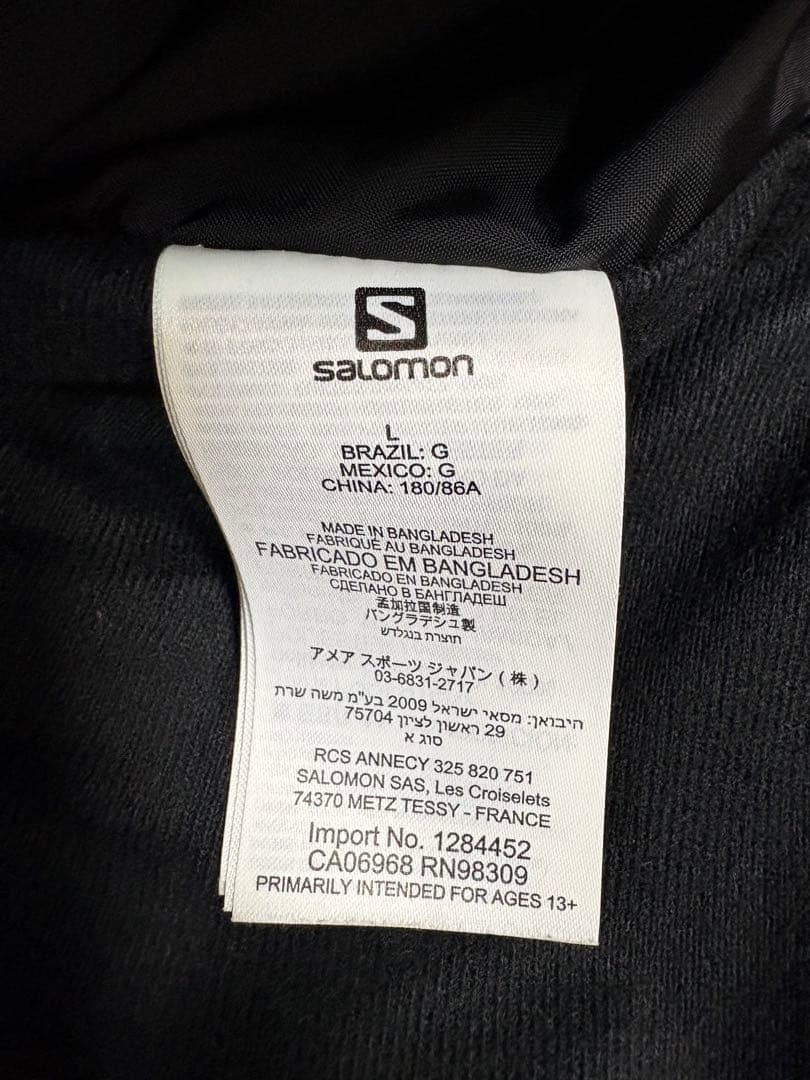 S
SALOMON
L
BRAZIL: G
MEXICO: G
CHINA: 180/86A
MADE IN BANGLADESH
FABRIQUÉ AU BANGLADESH
FABRICADO EM BANGLADESH
FABRICADO EN BANGLADESH
СДЕЛАНО В БАНГЛАДЕШ
孟加拉国制造
バングラデシュ製
תוצרת בנגלדש
アメア スポーツ ジャパン ( 株 )
03-6831-2717
היבואן: מסאי ישראל 2009 בע"מ משה שרת
29 ראשון לציון 75704
סוג א
RCS ANNECY 325 820 751
SALOMON SAS, Les Croiselets
74370 METZ TESSY - FRANCE
Import No. 1284452
CA06968 RN98309
PRIMARILY INTENDED FOR AGES 13+